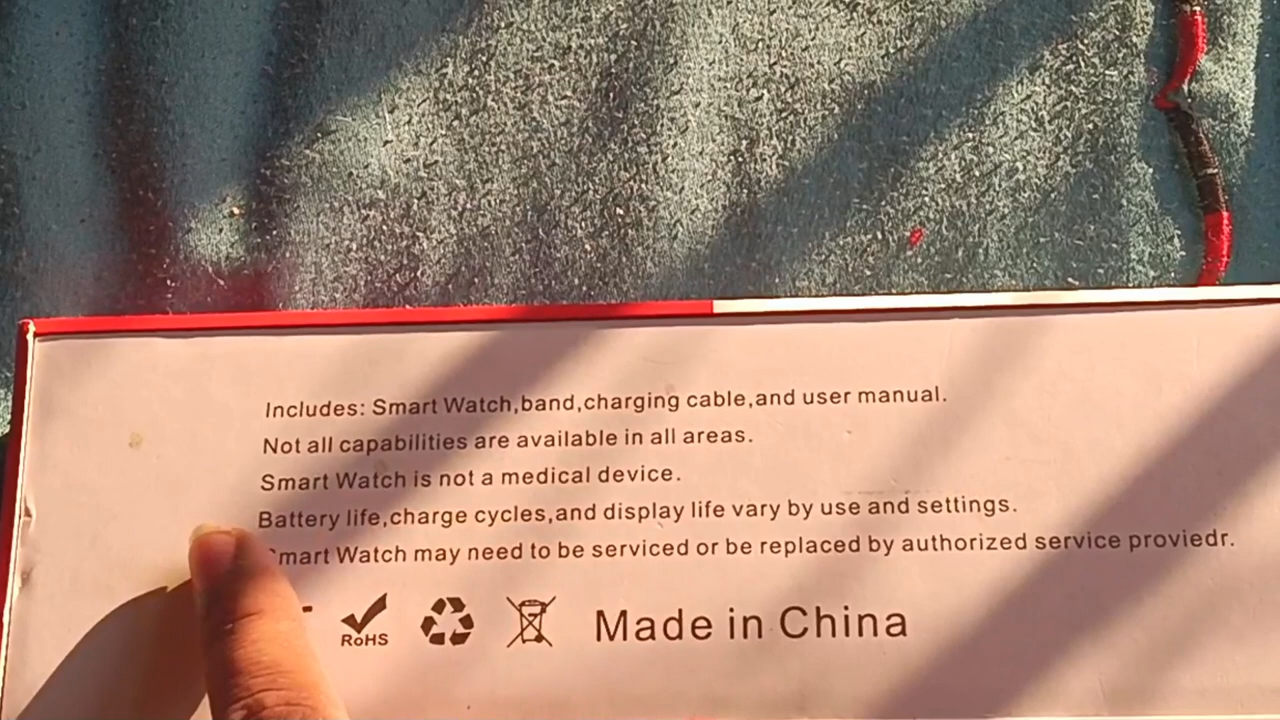 Includes: Smart Watch,band,charging cable,and user manual.
Not all capabilities are available in all areas.
Smart Watch is not a medical device.
Battery life,charge cycles,and display life vary by use and settings.
Smart Watch may need to be serviced or be replaced by authorized service proviedr.
RoHS
Made in China